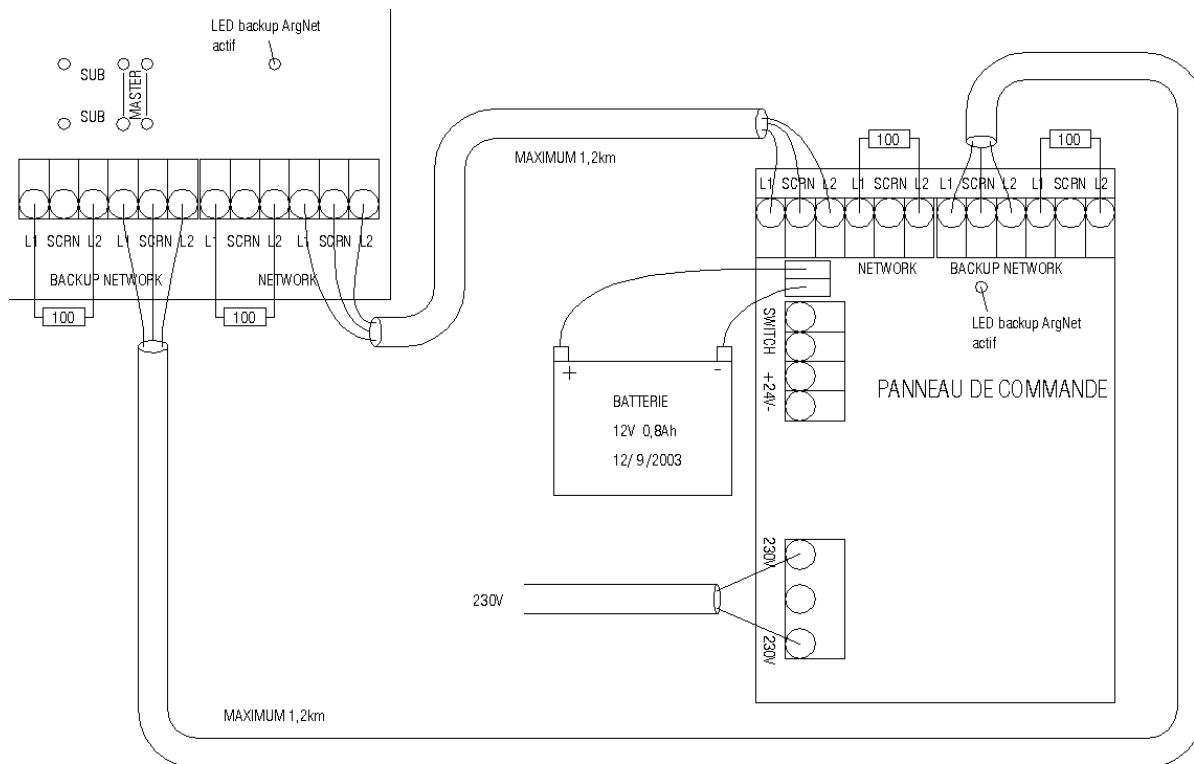 LED backup ArgNet
actif
SUB
MASTER
SUB
L1 SCRN L2 L1 SCRN L2 L1 SCRN L2 L1 SCRN L2
BACKUP NETWORK NETWORK
100 100
MAXIMUM 1,2km
100 100
L1 SCRN L2 L1 SCRN L2 L1 SCRN L2 L1 SCRN L2
NETWORK BACKUP NETWORK
LED backup ArgNet
actif
SWITCH
+24V-
PANNEAU DE COMMANDE
+ -
BATTERIE
12V 0,8Ah
12/9/2003
230V
230V
230V
MAXIMUM 1,2km